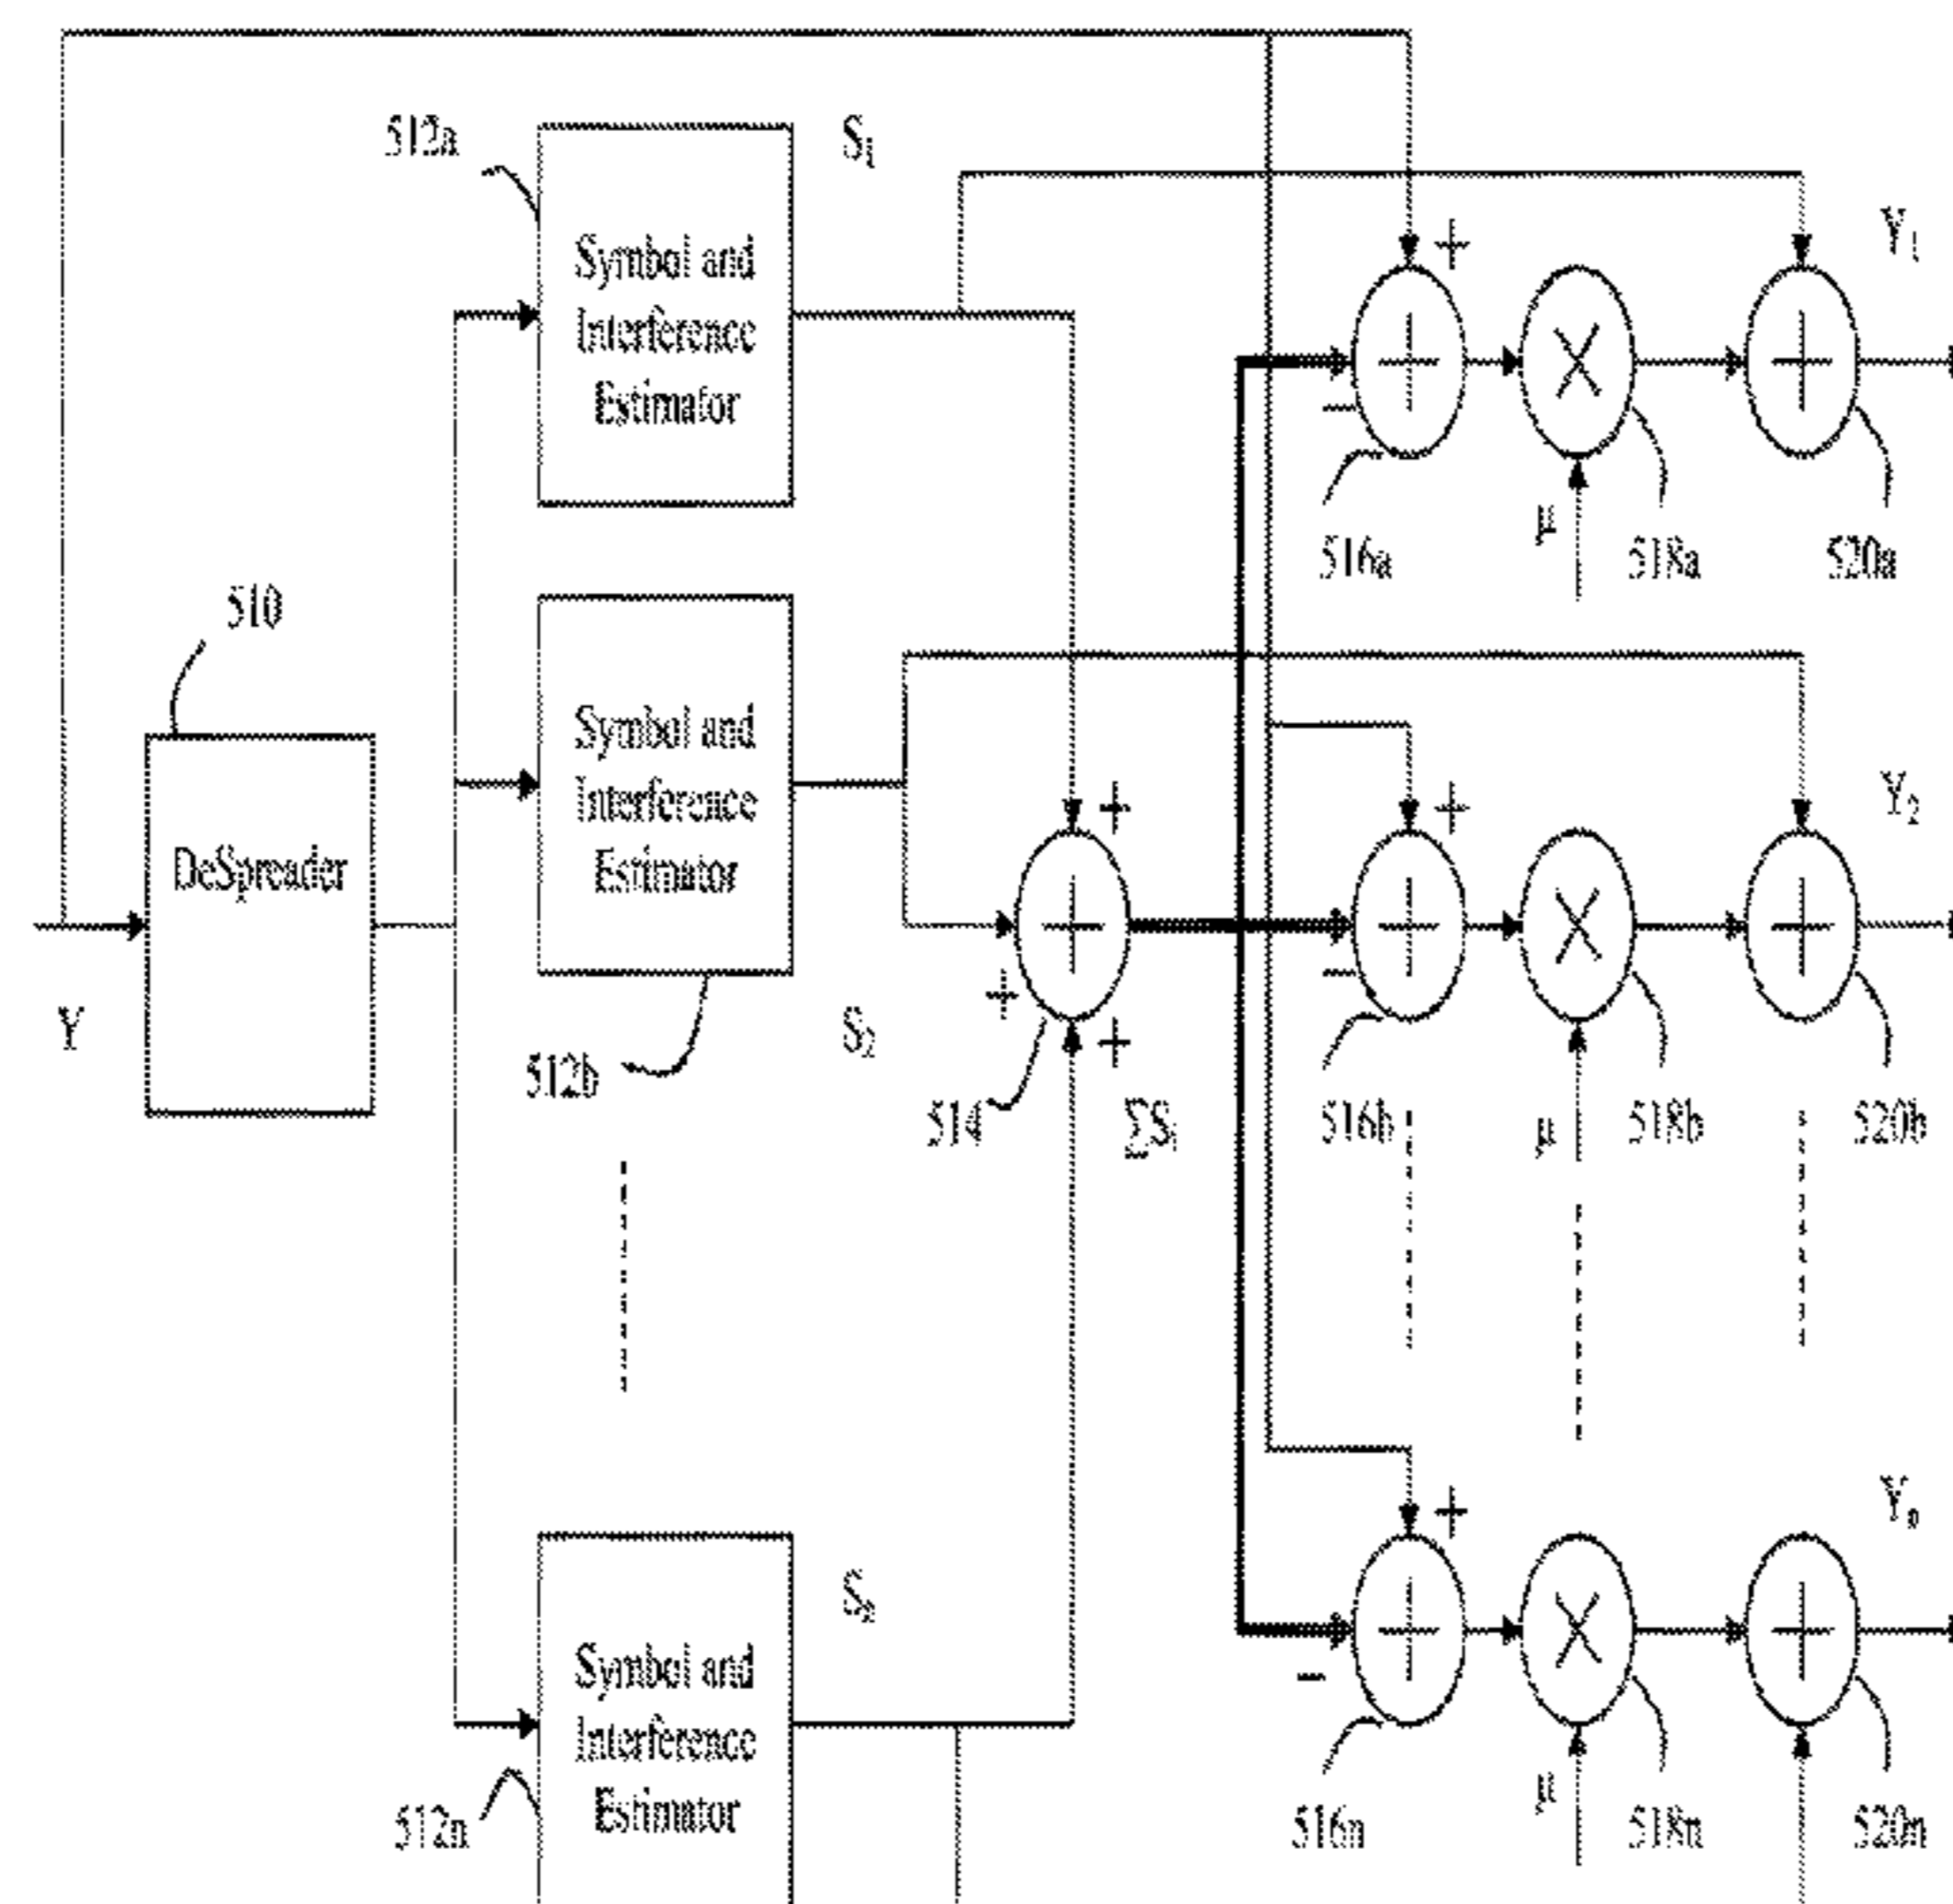 512a
S1
Symbol and
Interference
Estimator
+
Y1
−
516a
μ
518a
520a
510
DeSpreader
Y
Symbol and
Interference
Estimator
512b
S2
+
+
+
514
∑Si
+
Y2
−
516b
μ
518b
520b
Sn
Symbol and
Interference
Estimator
512n
+
Yn
-
516n
μ
518n
520n